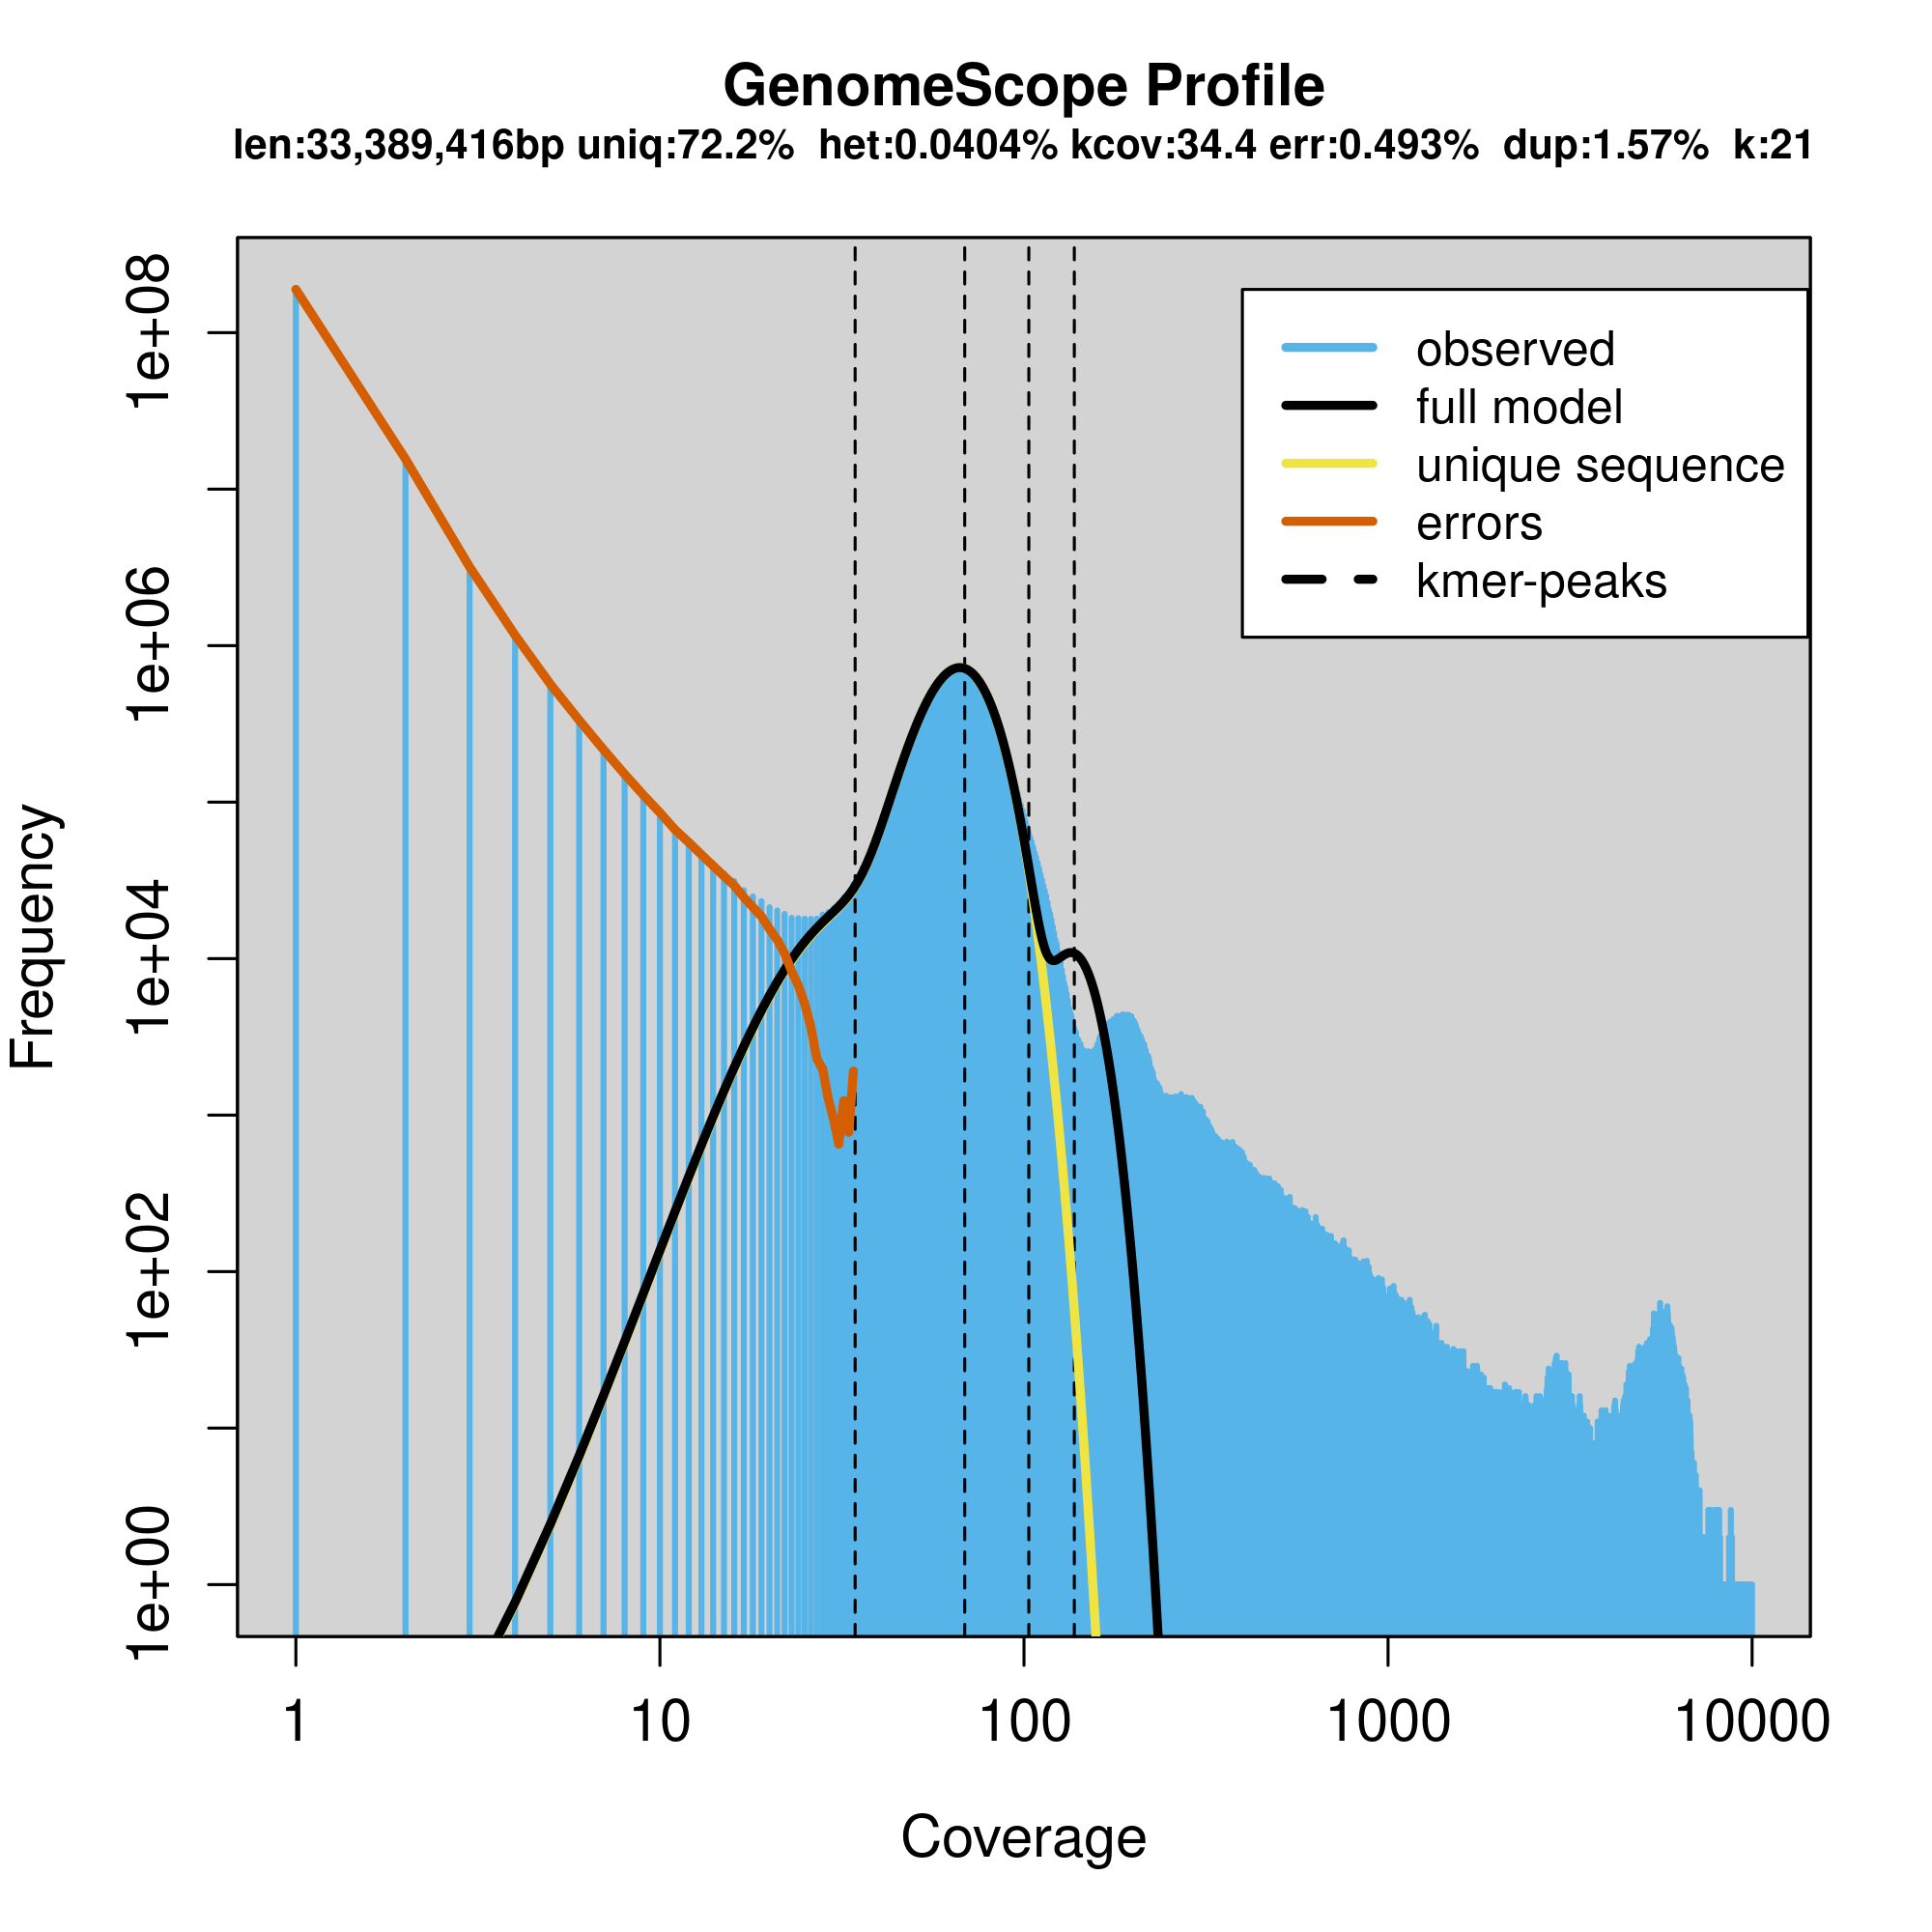 GenomeScope Profile
len:33,389,416bp uniq:72.2% het:0.0404% kcov:34.4 err:0.493% dup:1.57% k:21
observed
full model
unique sequence
errors
kmer-peaks
Frequency
1e+08
1e+06
1e+04
1e+02
1e+00
1 10 100 1000 10000
Coverage